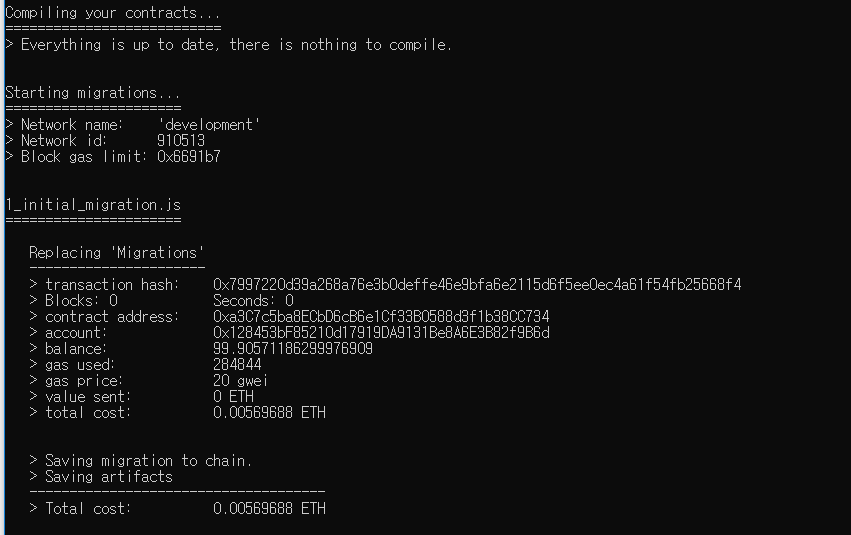 Compiling your contracts...
===========================
> Everything is up to date, there is nothing to compile.
Starting migrations...
======================
> Network name:    'development'
> Network id:      910513
> Block gas limit: 0x6691b7
1_initial_migration.js
======================
Replacing 'Migrations'
----------------------
> transaction hash:    0x7997220d39a268a76e3b0deffe46e9bfa6e2115d6f5ee0ec4a61f54fb25668f4
> Blocks: 0            Seconds: 0
> contract address:    0xa3C7c5ba8ECbD6cB6e1Cf33B0588d3f1b38CC734
> account:             0x128453bF85210d17919DA9131Be8A6E3B82f9B6d
> balance:             99.90571186299976909
> gas used:            284844
> gas price:           20 gwei
> value sent:          0 ETH
> total cost:          0.00569688 ETH
> Saving migration to chain.
> Saving artifacts
-------------------------------------
> Total cost:          0.00569688 ETH